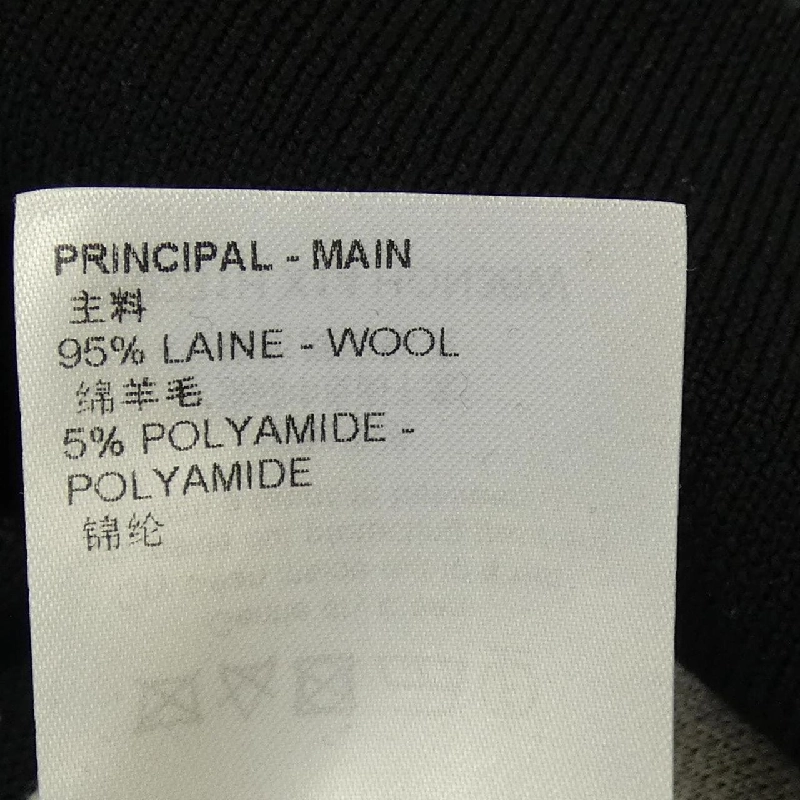 PRINCIPAL - MAIN
主料
95% LAINE - WOOL
绵羊毛
5% POLYAMIDE -
POLYAMIDE
锦纶